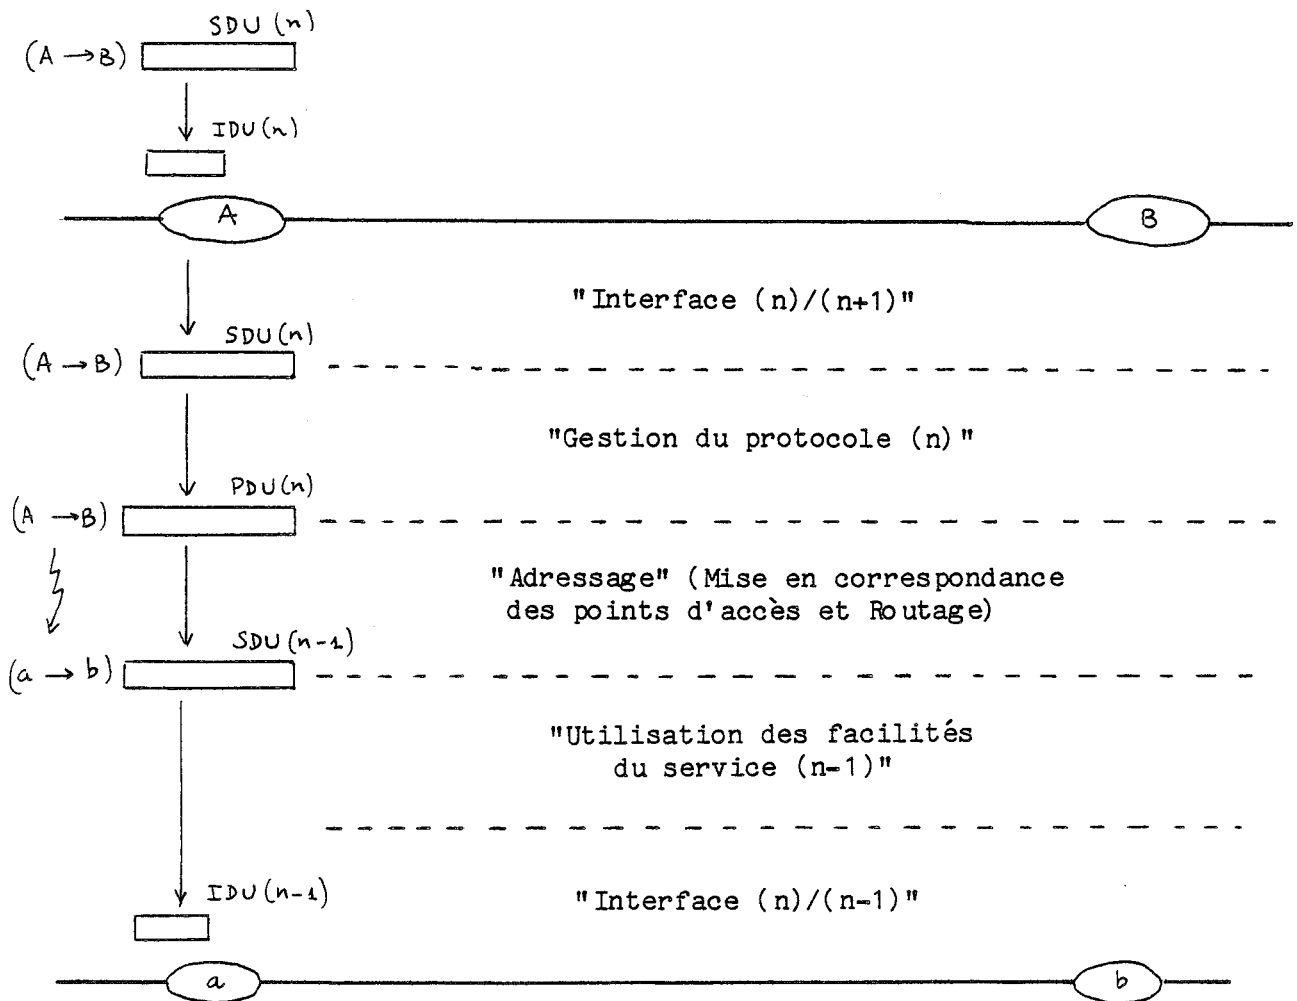 SDU (n)
(A → B)
IDU (n)
A
B
"Interface (n)/(n+1)"
SDU (n)
(A → B)
"Gestion du protocole (n)"
PDU (n)
(A → B)
"Adressage" (Mise en correspondance
des points d'accès et Routage)
SDU (n-1)
(a → b)
"Utilisation des facilités
du service (n-1)"
IDU (n-1)
"Interface (n)/(n-1)"
a
b